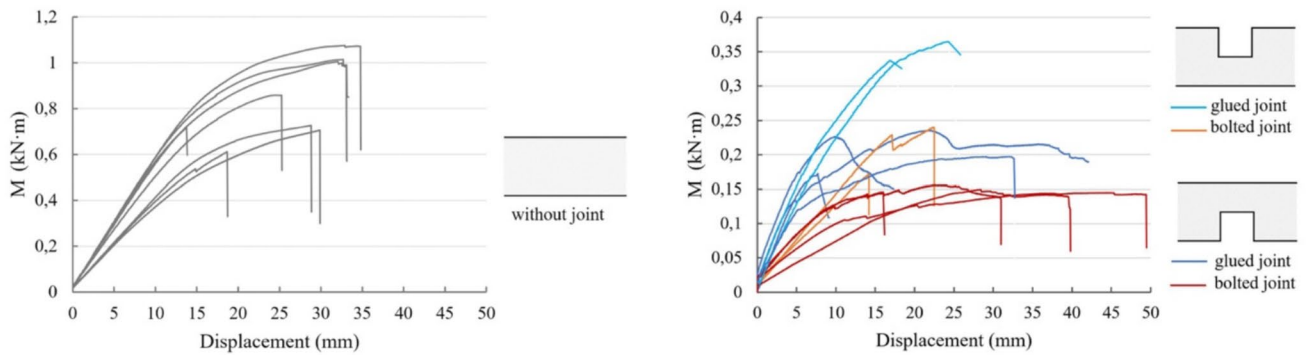 1,2
1
0,8
0,6
0,4
0,2
0
M (kN·m)
0 5 10 15 20 25 30 35 40 45 50
Displacement (mm)
without joint
0,4
0,35
0,3
0,25
0,2
0,15
0,1
0,05
0
M (kN·m)
0 5 10 15 20 25 30 35 40 45 50
Displacement (mm)
glued joint
bolted joint
glued joint
bolted joint